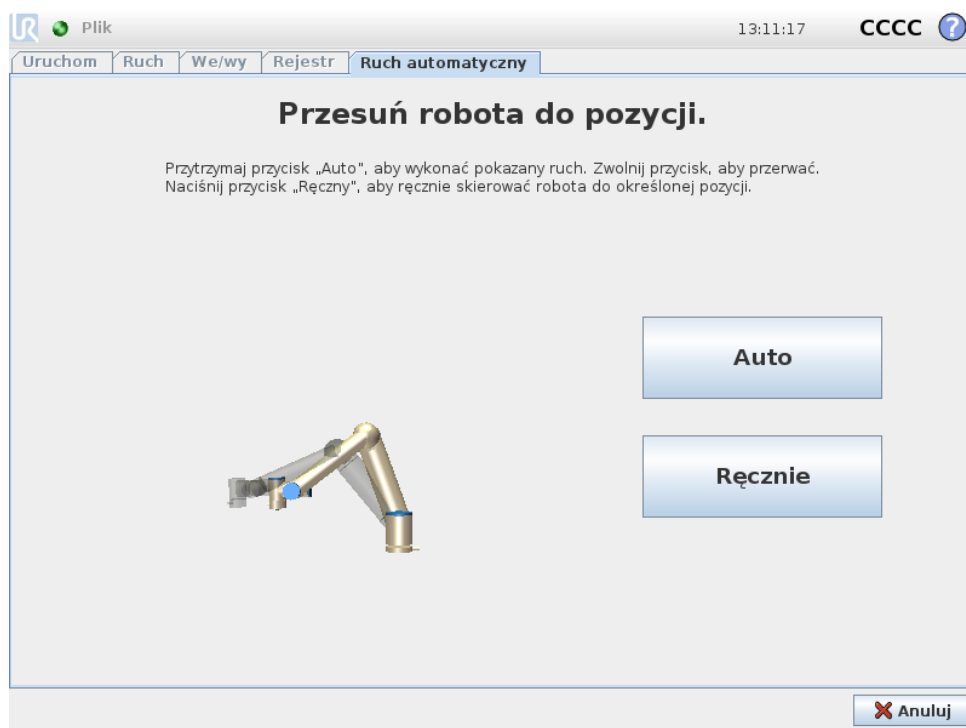 UR Plik 13:11:17 CCCC ?
Uruchom Ruch We/wy Rejestr Ruch automatyczny
Przesuń robota do pozycji.
Przytrzymaj przycisk „Auto”, aby wykonać pokazany ruch. Zwolnij przycisk, aby przerwać.
Naciśnij przycisk „Ręczny”, aby ręcznie skierować robota do określonej pozycji.
Auto
Ręcznie
Anuluj